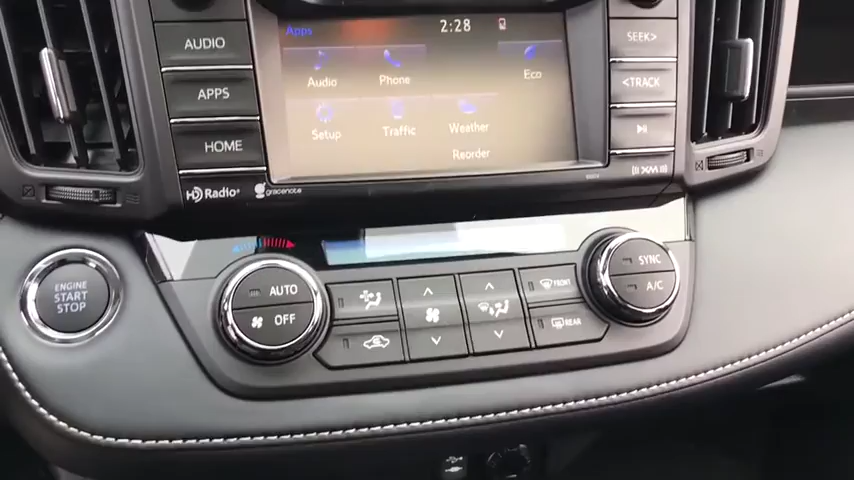 AUDIO
APPS
HOME
Apps
2:28
Audio
Phone
Eco
Setup
Traffic
Weather
Reorder
SEEK>
<TRACK
((SXM))
HD Radio
gracenote
ENGINE
START
STOP
AUTO
OFF
FRONT
REAR
SYNC
A/C